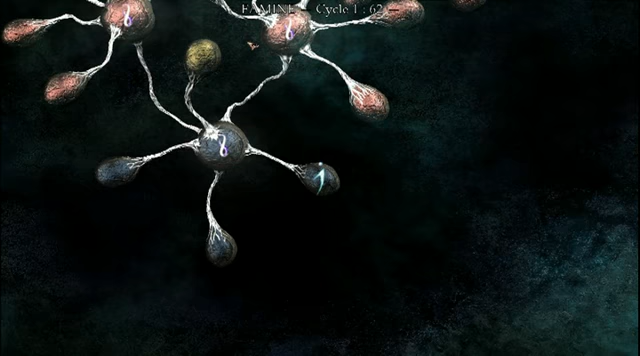 FAMINE — Cycle 1 : 62 —